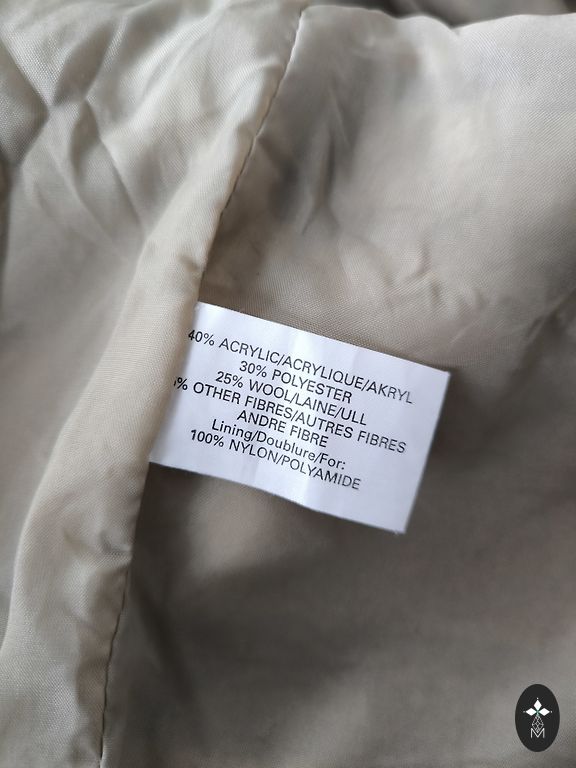 40% ACRYLIC/ACRYLIQUE/AKRYL
30% POLYESTER
25% WOOL/LAINE/ULL
% OTHER FIBRES/AUTRES FIBRES
ANDRE FIBRE
Lining/Doublure/For:
100% NYLON/POLYAMIDE
M